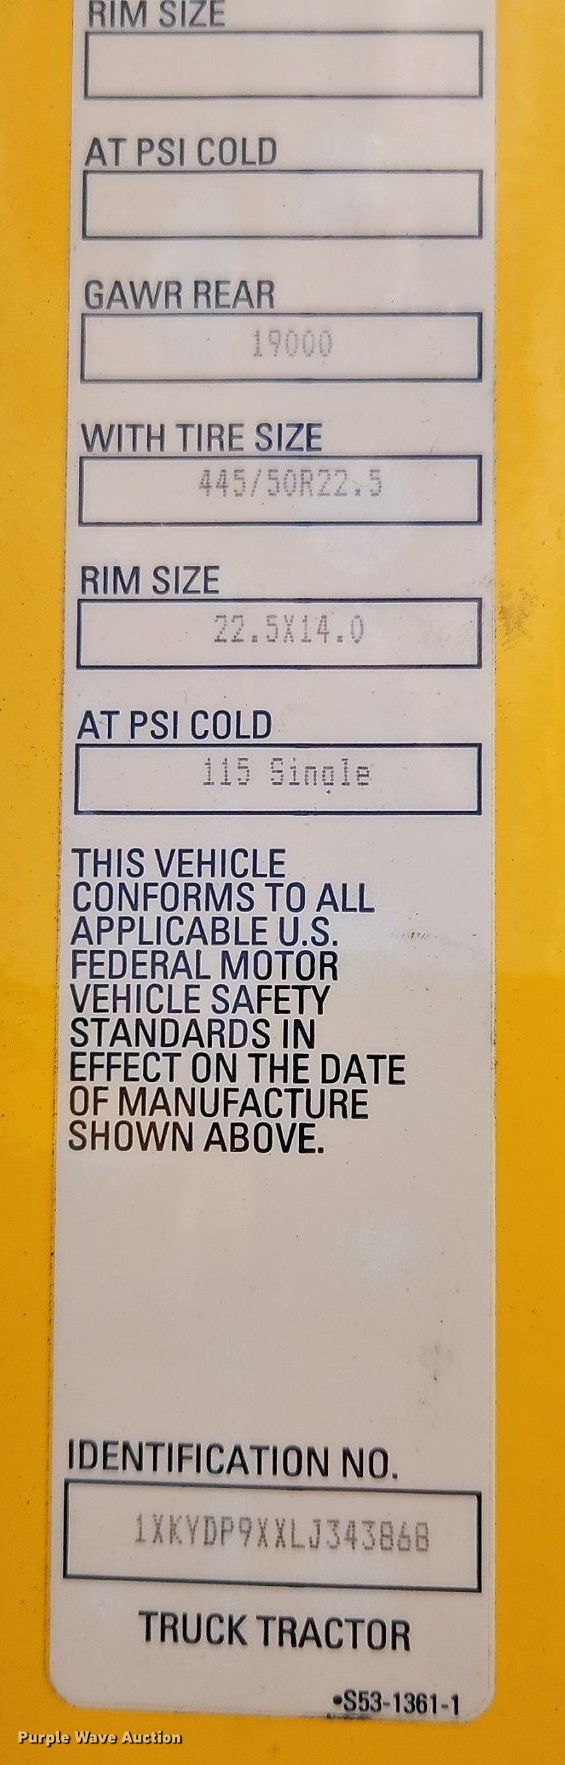 RIM SIZE
AT PSI COLD
GAWR REAR
19000
WITH TIRE SIZE
445/50R22.5
RIM SIZE
22.5X14.0
AT PSI COLD
115 Single
THIS VEHICLE
CONFORMS TO ALL
APPLICABLE U.S.
FEDERAL MOTOR
VEHICLE SAFETY
STANDARDS IN
EFFECT ON THE DATE
OF MANUFACTURE
SHOWN ABOVE.
IDENTIFICATION NO.
1XKYDP9XXLJ343868
TRUCK TRACTOR
•S53-1361-1
Purple Wave Auction